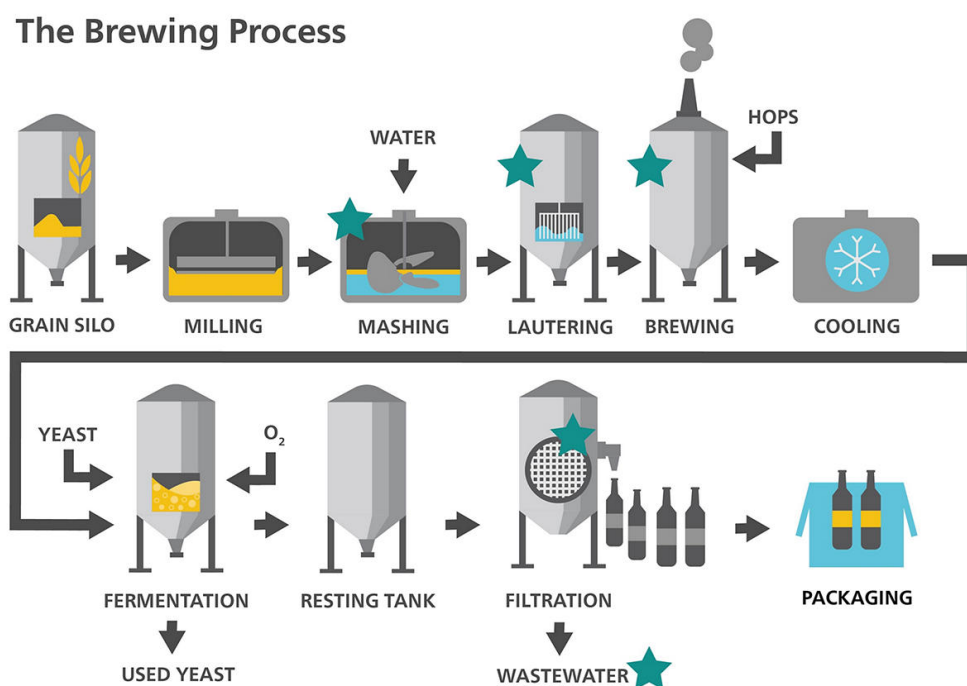 The Brewing Process
HOPS
WATER
GRAIN SILO
MILLING
MASHING
LAUTERING
BREWING
COOLING
YEAST
O₂
FERMENTATION
RESTING TANK
FILTRATION
PACKAGING
USED YEAST
WASTEWATER